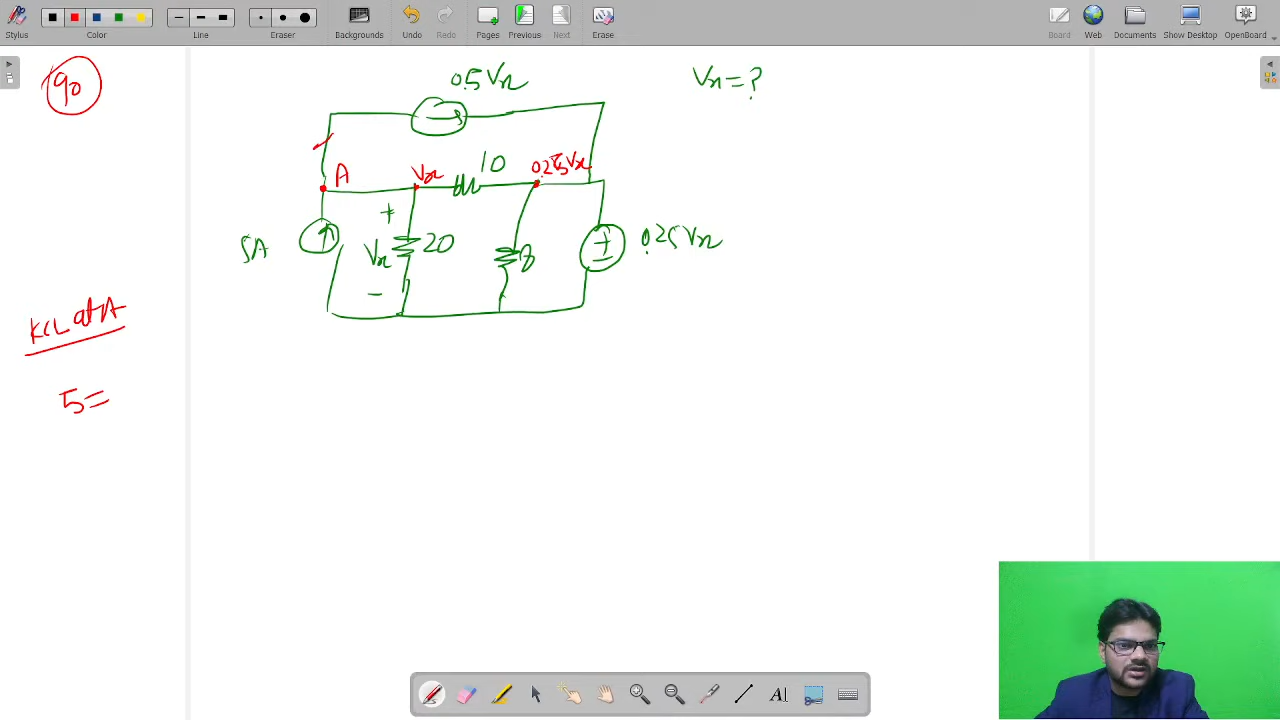 Stylus
Color
Line
Eraser
Backgrounds
Undo
Redo
Pages
Previous
Next
Erase
Board
Web
Documents
Show Desktop
OpenBoard
90
0.5Vx
Vx=?
A
Vx
10
0.25Vx
5A
+
Vx
-
20
8
+
-
0.25Vx
KCL at A
5=